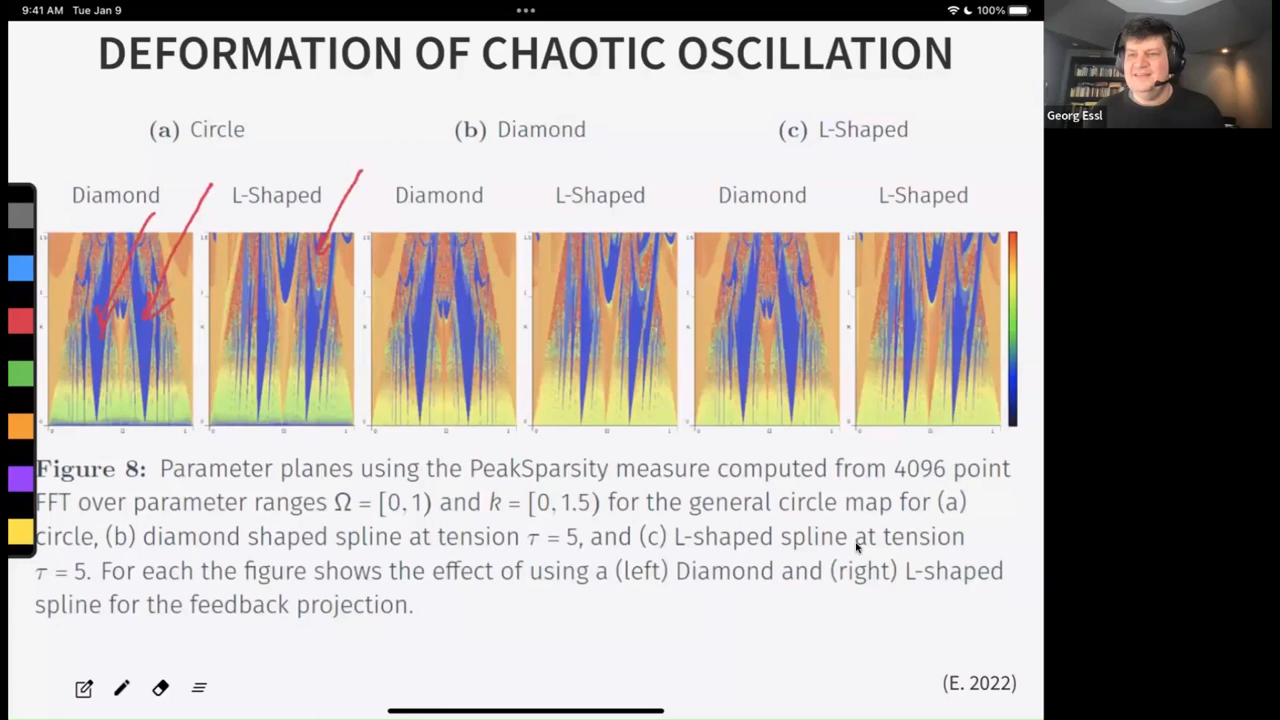 9:41 AM Tue Jan 9
100%
DEFORMATION OF CHAOTIC OSCILLATION
Georg Essl
(a) Circle (b) Diamond (c) L-Shaped
Diamond L-Shaped Diamond L-Shaped Diamond L-Shaped
Figure 8: Parameter planes using the PeakSparsity measure computed from 4096 point
FFT over parameter ranges Ω = [0, 1) and k = [0, 1.5) for the general circle map for (a)
circle, (b) diamond shaped spline at tension τ = 5, and (c) L-shaped spline at tension
τ = 5. For each the figure shows the effect of using a (left) Diamond and (right) L-shaped
spline for the feedback projection.
(E. 2022)